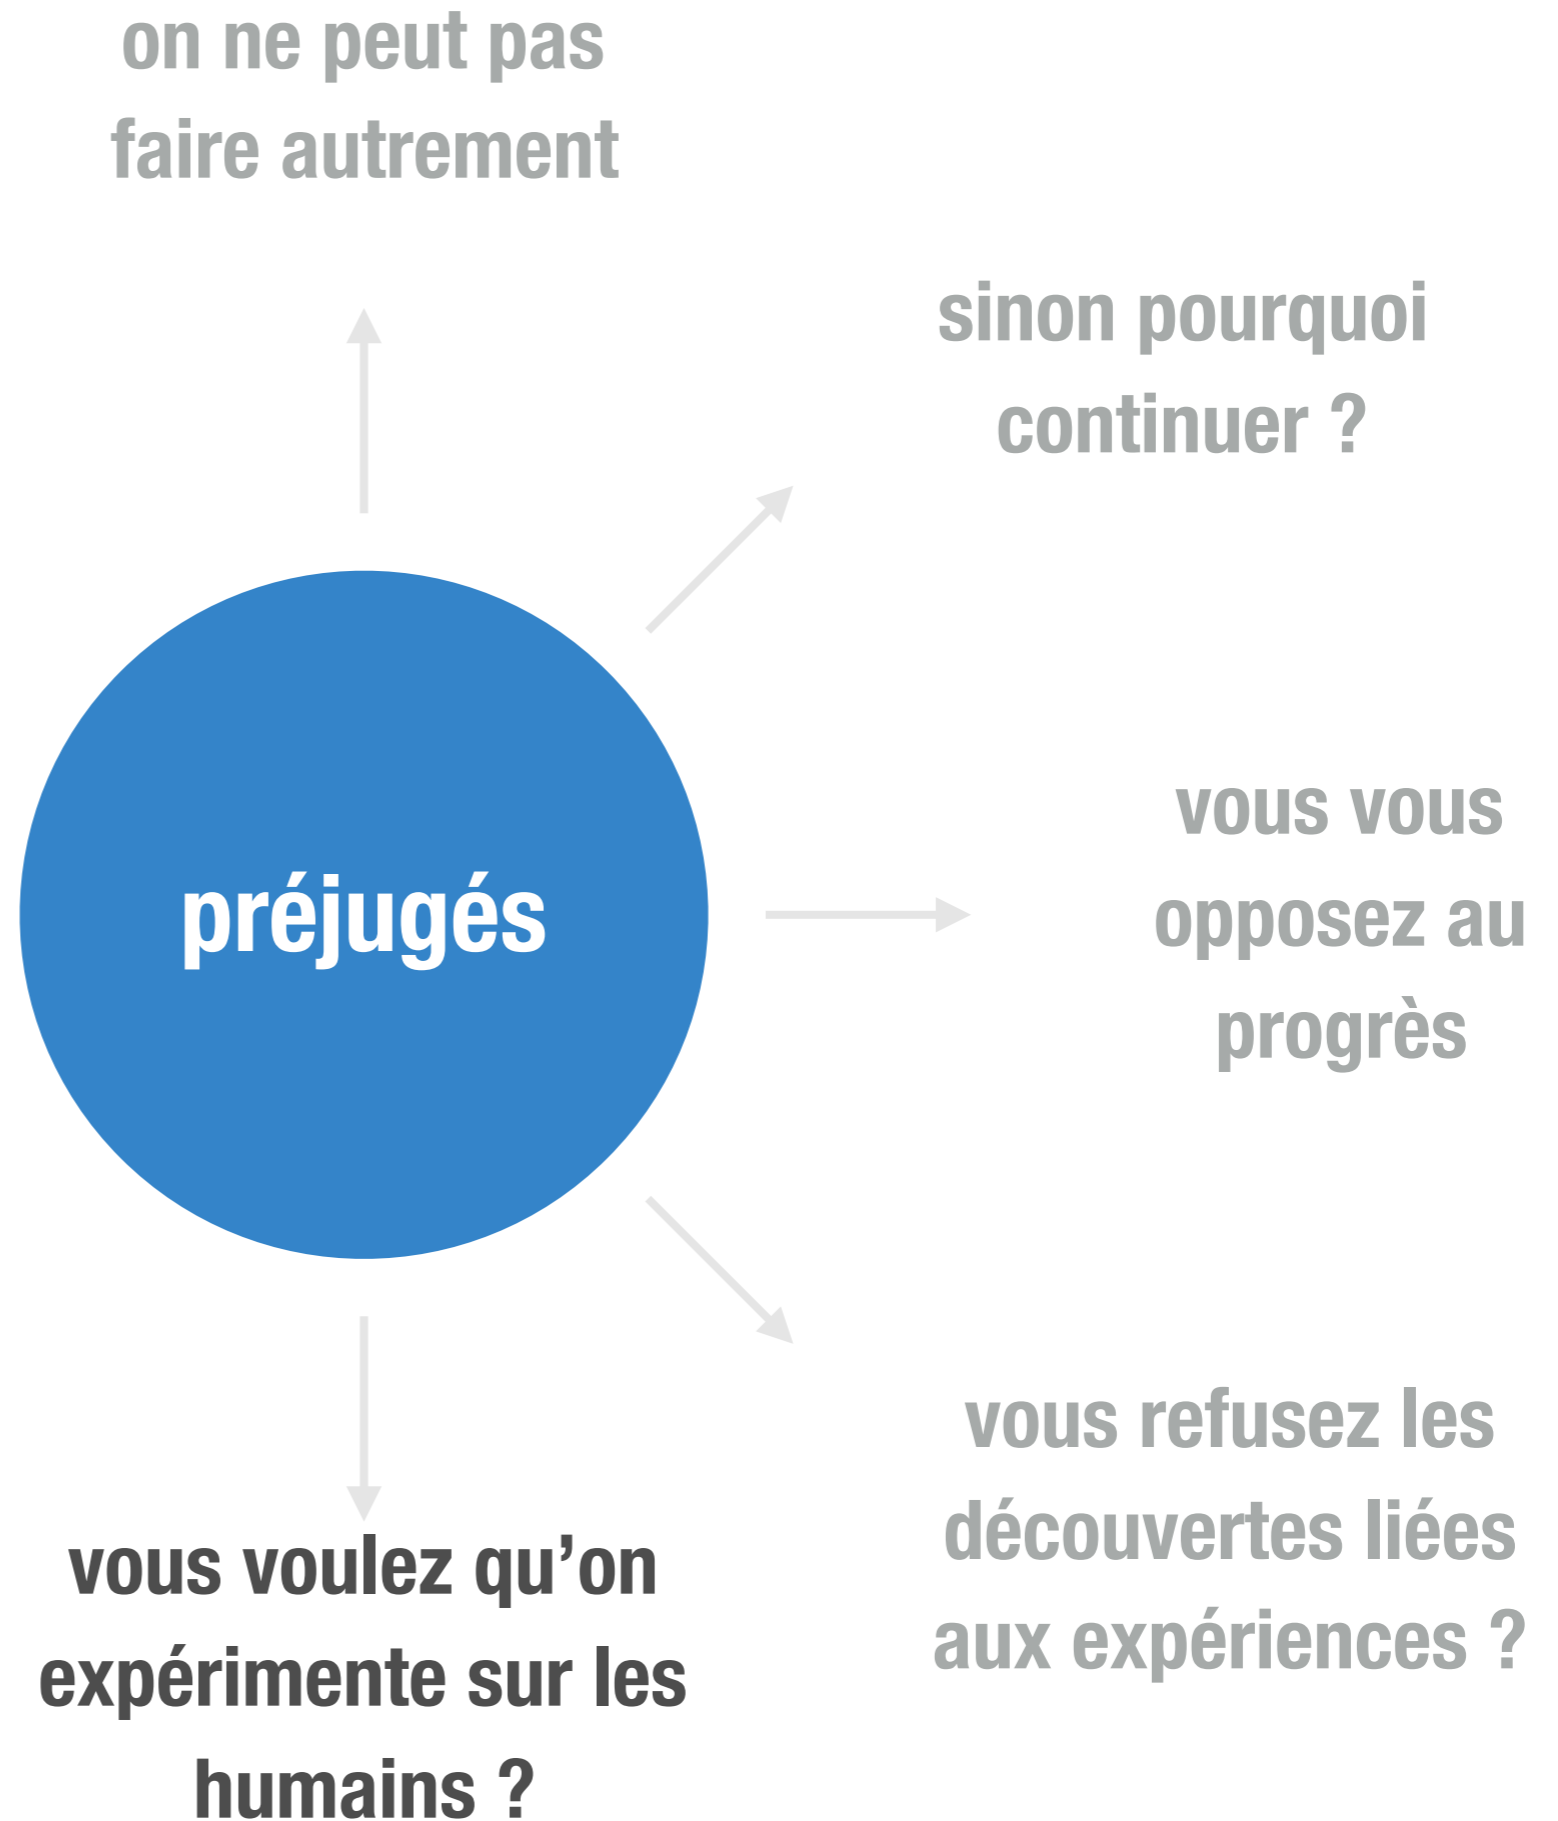 on ne peut pas
faire autrement
sinon pourquoi
continuer ?
vous vous
opposez au
progrès
préjugés
vous refusez les
découvertes liées
aux expériences ?
vous voulez qu’on
expérimente sur les
humains ?